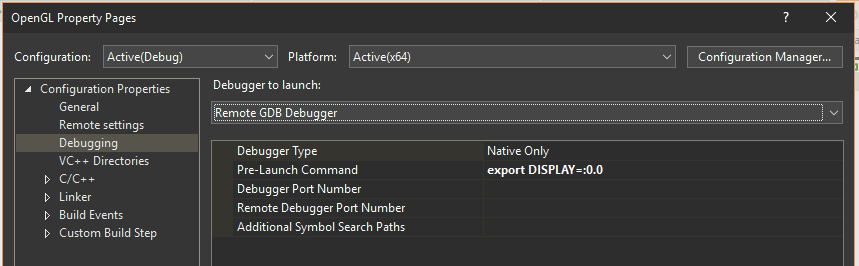 OpenGL Property Pages
Configuration: Active(Debug) Platform: Active(x64) Configuration Manager...
Configuration Properties
General
Remote settings
Debugging
VC++ Directories
C/C++
Linker
Build Events
Custom Build Step
Debugger to launch:
Remote GDB Debugger
Debugger Type Native Only
Pre-Launch Command export DISPLAY=:0.0
Debugger Port Number
Remote Debugger Port Number
Additional Symbol Search Paths